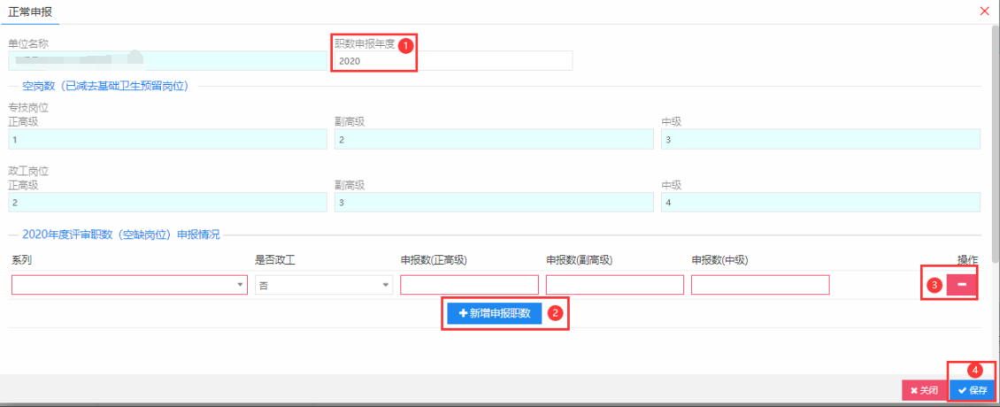 正常申报
单位名称 职数申报年度 1
2020
空岗数（已减去基础卫生预留岗位）
专技岗位
正高级 副高级 中级
1 2 3
政工岗位
正高级 副高级 中级
2 3 4
2020年度评审职数（空缺岗位）申报情况
系列 是否政工 申报数(正高级) 申报数(副高级) 申报数(中级) 操作
否 3
新增申报职数 2
4
关闭 保存